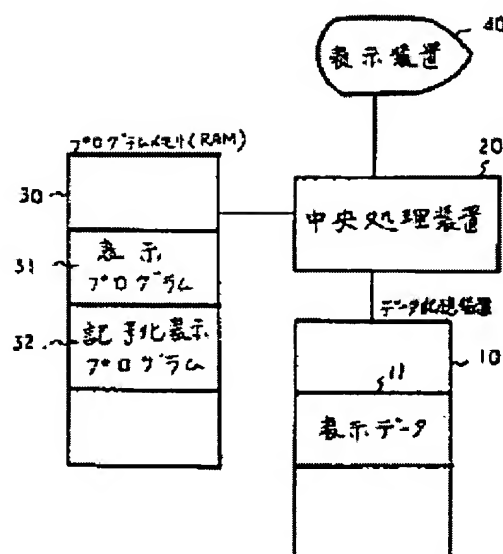 40
表示装置
プログラムメモリ(RAM)
20
30
中央処理装置
31
表示
プログラム
データ記憶装置
32
記号化表示
プログラム
10
11
表示データ